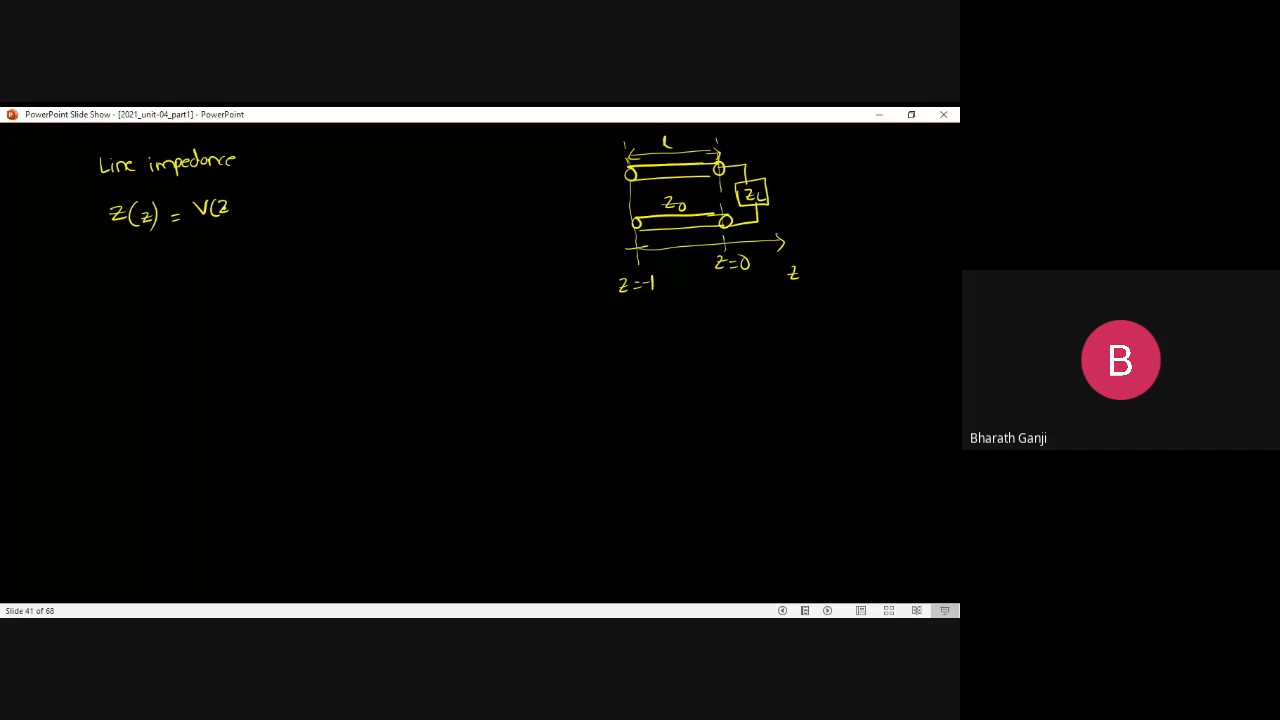 PowerPoint Slide Show - [2021_unit-04_part1] - PowerPoint
Line impedance
Z(z) = V(z
l
ZL
Z0
z=0
z
z=-l
B
Bharath Ganji
Slide 41 of 68